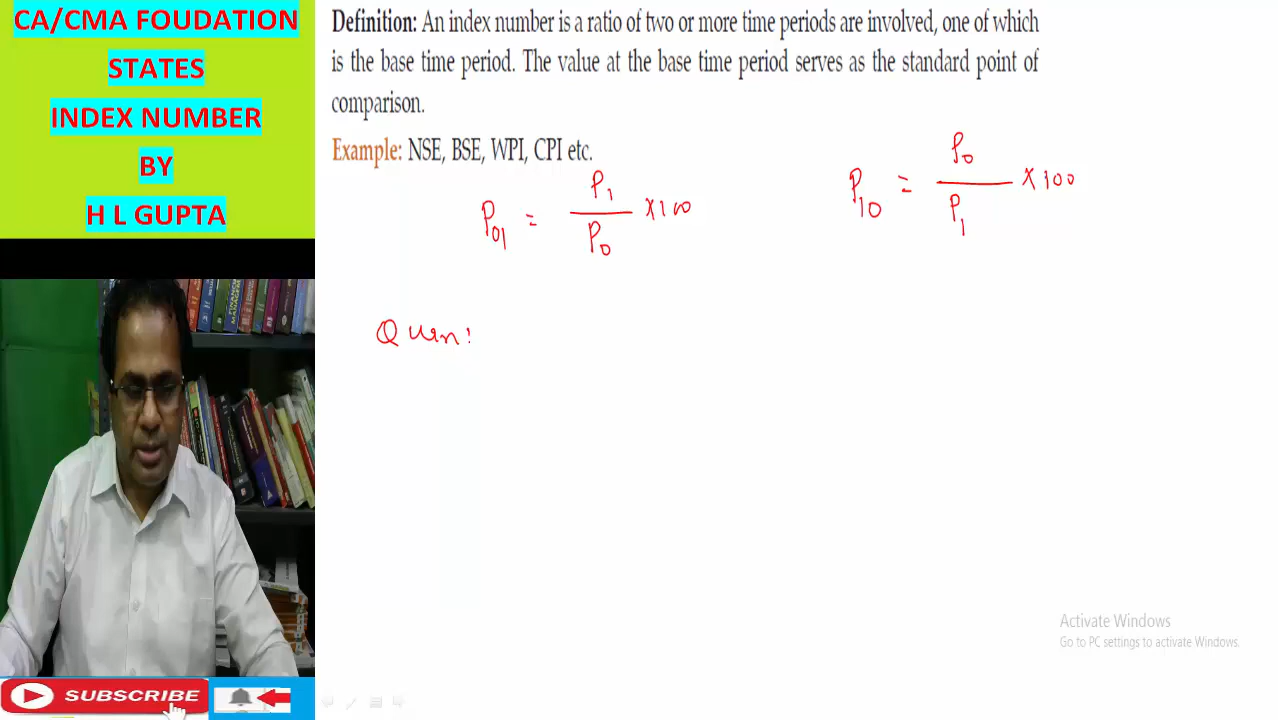 CA/CMA FOUDATION
STATES
INDEX NUMBER
BY
H L GUPTA
Definition: An index number is a ratio of two or more time periods are involved, one of which
is the base time period. The value at the base time period serves as the standard point of
comparison.
Example: NSE, BSE, WPI, CPI etc.
P₀₁ = P₁/P₀ ×100
P₁₀ = P₀/P₁ ×100
Activate Windows
Go to PC settings to activate Windows.
SUBSCRIBE